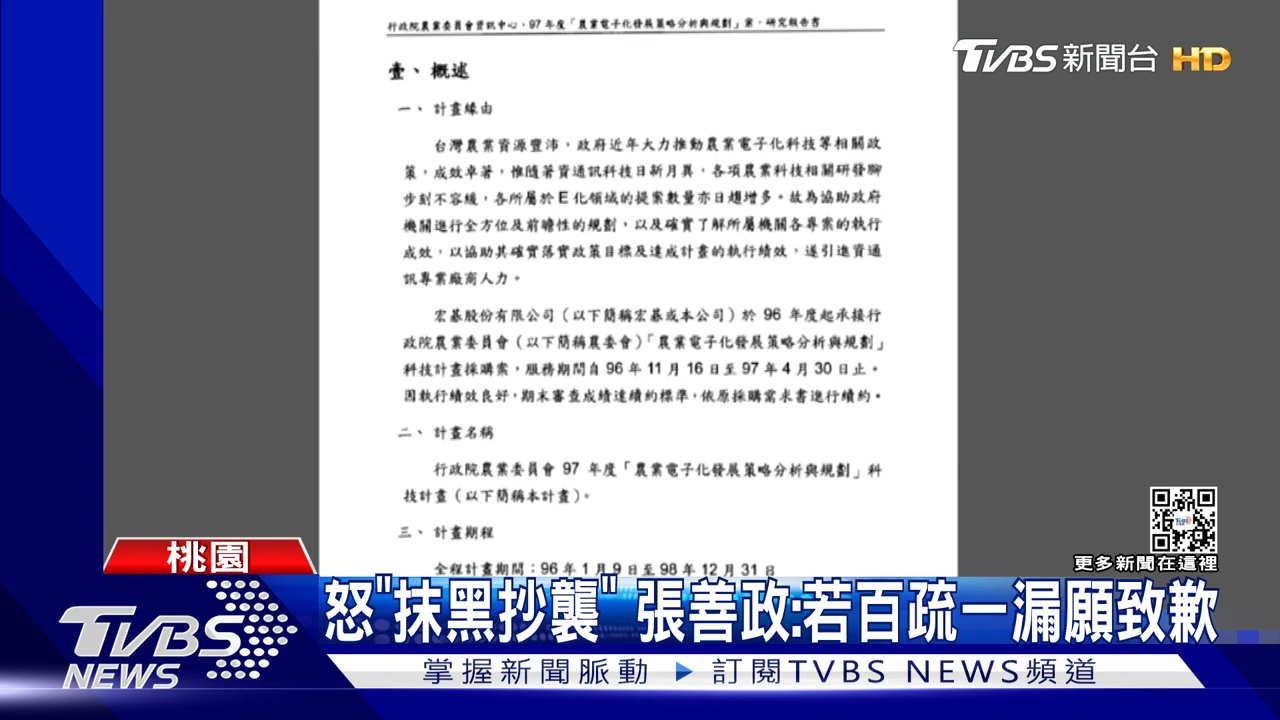 行政院農業委員會資訊中心，97 年度「農業電子化發展策略分析與規劃」案，研究報告書
TVBS新聞台 HD
壹、概述
一、 計畫緣由
台灣農業資源豐沛，政府近年大力推動農業電子化科技等相關政
策，成效卓著，惟隨著資通訊科技日新月異，各項農業科技相關研發腳
步刻不容緩，各所屬於E化領域的提案數量亦日趨增多。故為協助政府
機關進行全方位及前瞻性的規劃，以及確實了解所屬機關各專案的執行
成效，以協助其確實落實政策目標及達成計畫的執行績效，遂引進資通
訊專業廠商人力。
宏碁股份有限公司（以下簡稱宏碁或本公司）於 96 年度起承接行
政院農業委員會（以下簡稱農委會）「農業電子化發展策略分析與規劃」
科技計畫採購案，服務期間自96年11月16日至97年4月30日止。
因執行績效良好，期末審查成績達續約標準，依原採購需求書進行續約。
二、 計畫名稱
行政院農業委員會 97 年度「農業電子化發展策略分析與規劃」科
技計畫（以下簡稱本計畫）。
三、 計畫期程
全程計畫期間：96 年 1 月 9 日至 98 年 12 月 31 日
更多新聞在這裡
桃園
怒"抹黑抄襲" 張善政:若百疏一漏願致歉
TVBS NEWS
掌握新聞脈動 ▶ 訂閱TVBS NEWS頻道